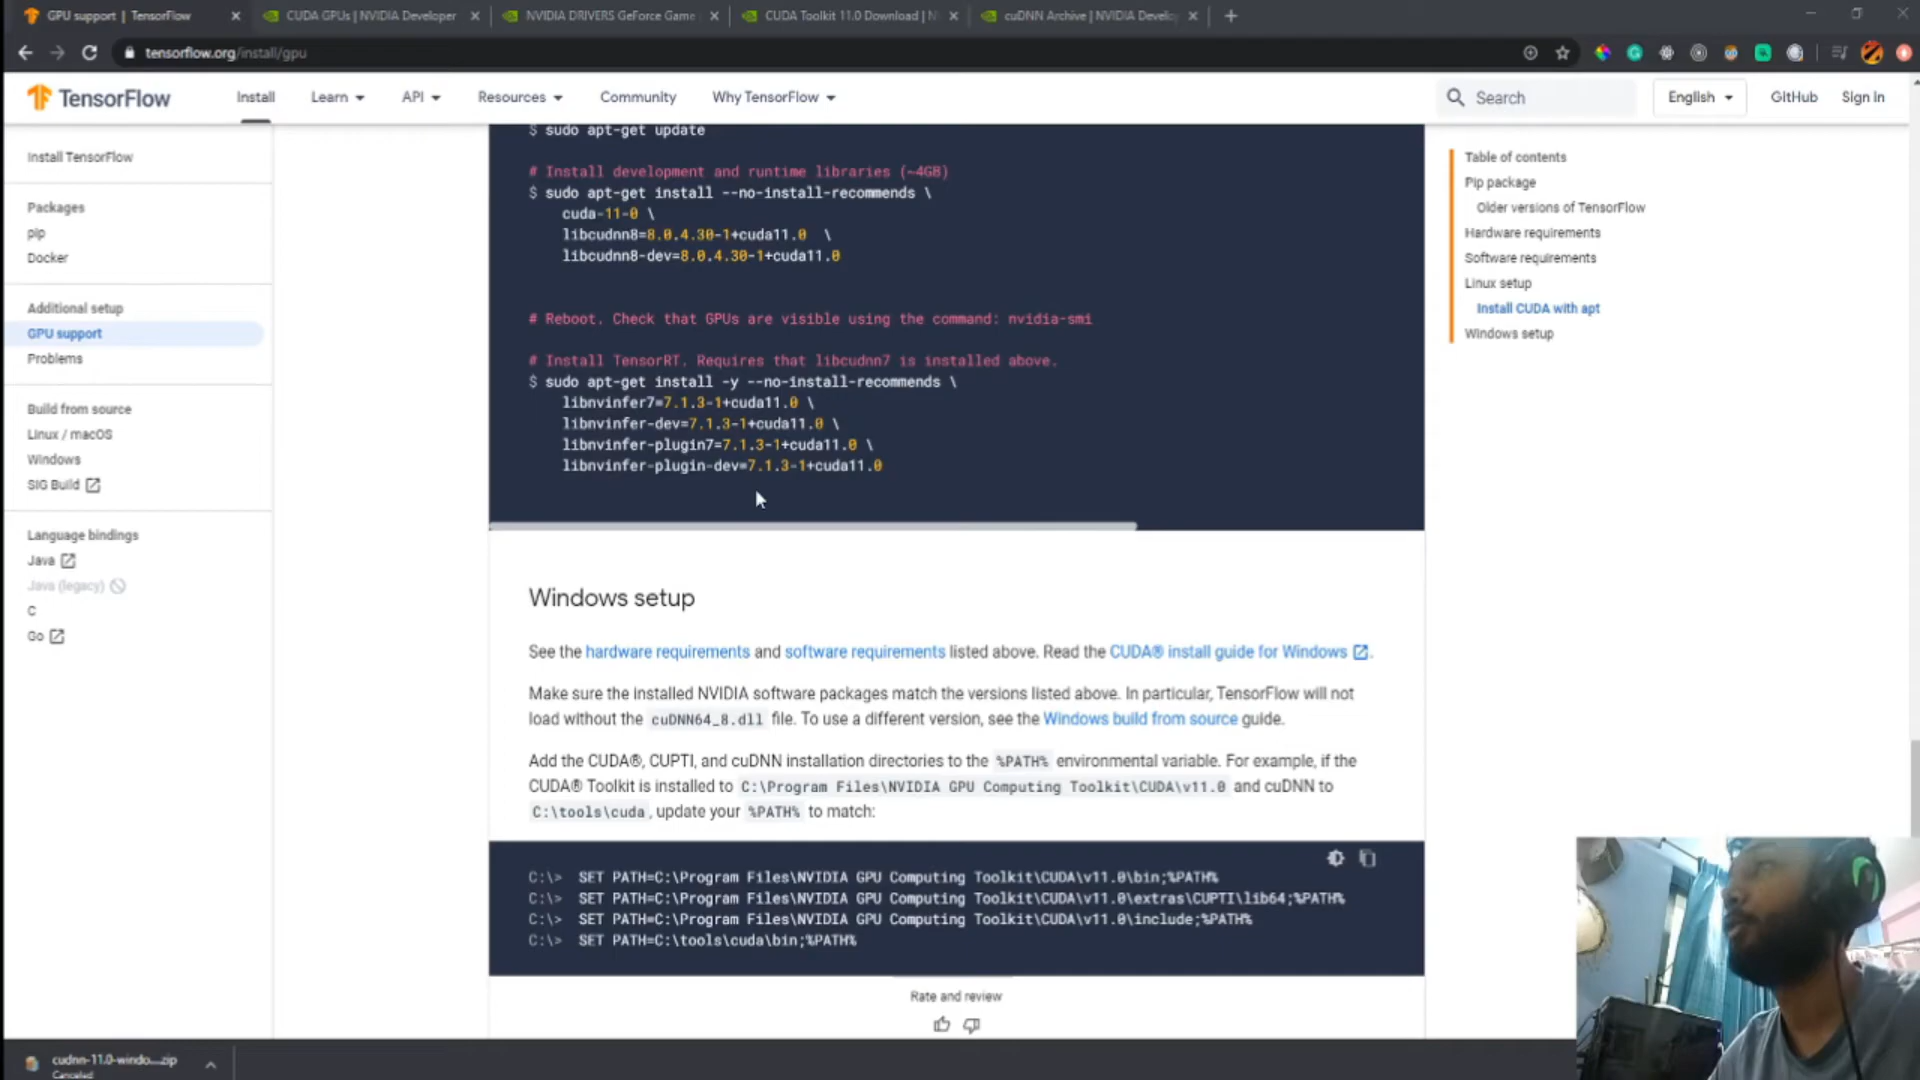 GPU support | TensorFlow
CUDA GPUs | NVIDIA Developer
NVIDIA DRIVERS GeForce Game
CUDA Toolkit 11.0 Download | N
cuDNN Archive | NVIDIA Develo
tensorflow.org/install/gpu
TensorFlow
Install
Learn
API
Resources
Community
Why TensorFlow
Search
English
GitHub
Sign in
Install TensorFlow
Packages
pip
Docker
Additional setup
GPU support
Problems
Build from source
Linux / macOS
Windows
SIG Build
Language bindings
Java
Java (legacy)
C
Go
$ sudo apt-get update
# Install development and runtime libraries (~4GB)
$ sudo apt-get install --no-install-recommends \
cuda-11-0 \
libcudnn8=8.0.4.30-1+cuda11.0 \
libcudnn8-dev=8.0.4.30-1+cuda11.0
# Reboot. Check that GPUs are visible using the command: nvidia-smi
# Install TensorRT. Requires that libcudnn7 is installed above.
$ sudo apt-get install -y --no-install-recommends \
libnvinfer7=7.1.3-1+cuda11.0 \
libnvinfer-dev=7.1.3-1+cuda11.0 \
libnvinfer-plugin7=7.1.3-1+cuda11.0 \
libnvinfer-plugin-dev=7.1.3-1+cuda11.0
Windows setup
See the hardware requirements and software requirements listed above. Read the CUDA® install guide for Windows.
Make sure the installed NVIDIA software packages match the versions listed above. In particular, TensorFlow will not
load without the cuDNN64_8.dll file. To use a different version, see the Windows build from source guide.
Add the CUDA®, CUPTI, and cuDNN installation directories to the %PATH% environmental variable. For example, if the
CUDA® Toolkit is installed to C:\Program Files\NVIDIA GPU Computing Toolkit\CUDA\v11.0 and cuDNN to
C:\tools\cuda, update your %PATH% to match:
C:\> SET PATH=C:\Program Files\NVIDIA GPU Computing Toolkit\CUDA\v11.0\bin;%PATH%
C:\> SET PATH=C:\Program Files\NVIDIA GPU Computing Toolkit\CUDA\v11.0\extras\CUPTI\lib64;%PATH%
C:\> SET PATH=C:\Program Files\NVIDIA GPU Computing Toolkit\CUDA\v11.0\include;%PATH%
C:\> SET PATH=C:\tools\cuda\bin;%PATH%
Rate and review
Table of contents
Pip package
Older versions of TensorFlow
Hardware requirements
Software requirements
Linux setup
Install CUDA with apt
Windows setup
cudnn-11.0-windo....zip
Canceled